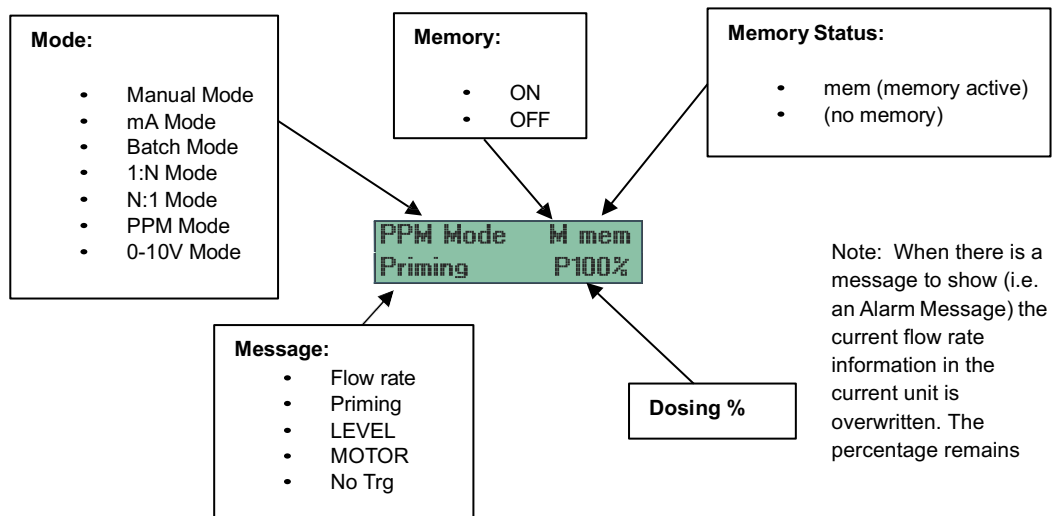 Mode:
• Manual Mode
• mA Mode
• Batch Mode
• 1:N Mode
• N:1 Mode
• PPM Mode
• 0-10V Mode
Memory:
• ON
• OFF
Memory Status:
• mem (memory active)
• (no memory)
PPM Mode M mem
Priming P100%
Note: When there is a
message to show (i.e.
an Alarm Message) the
current flow rate
information in the
current unit is
overwritten. The
percentage remains
Message:
• Flow rate
• Priming
• LEVEL
• MOTOR
• No Trg
Dosing %